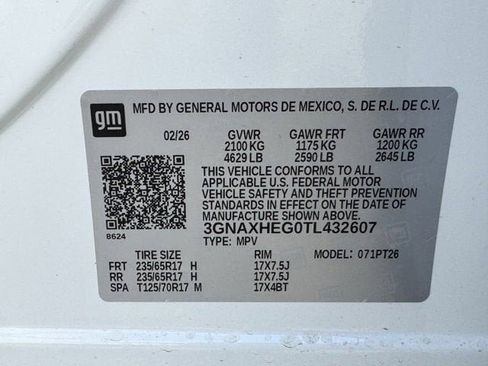 gm MFD BY GENERAL MOTORS DE MEXICO, S. DE R.L. DE C.V.
02/26 GVWR GAWR FRT GAWR RR
2100 KG 1175 KG 1200 KG
4629 LB 2590 LB 2645 LB
THIS VEHICLE CONFORMS TO ALL
APPLICABLE U.S. FEDERAL MOTOR
VEHICLE SAFETY AND THEFT PREVENTION
STANDARDS IN EFFECT ON THE DATE OF
MANUFACTURE SHOWN ABOVE.
3GNAXHEG0TL432607
8624 TYPE: MPV
TIRE SIZE RIM MODEL: 071PT26
FRT 235/65R17 H 17X7.5J
RR 235/65R17 H 17X7.5J
SPA T125/70R17 M 17X4BT